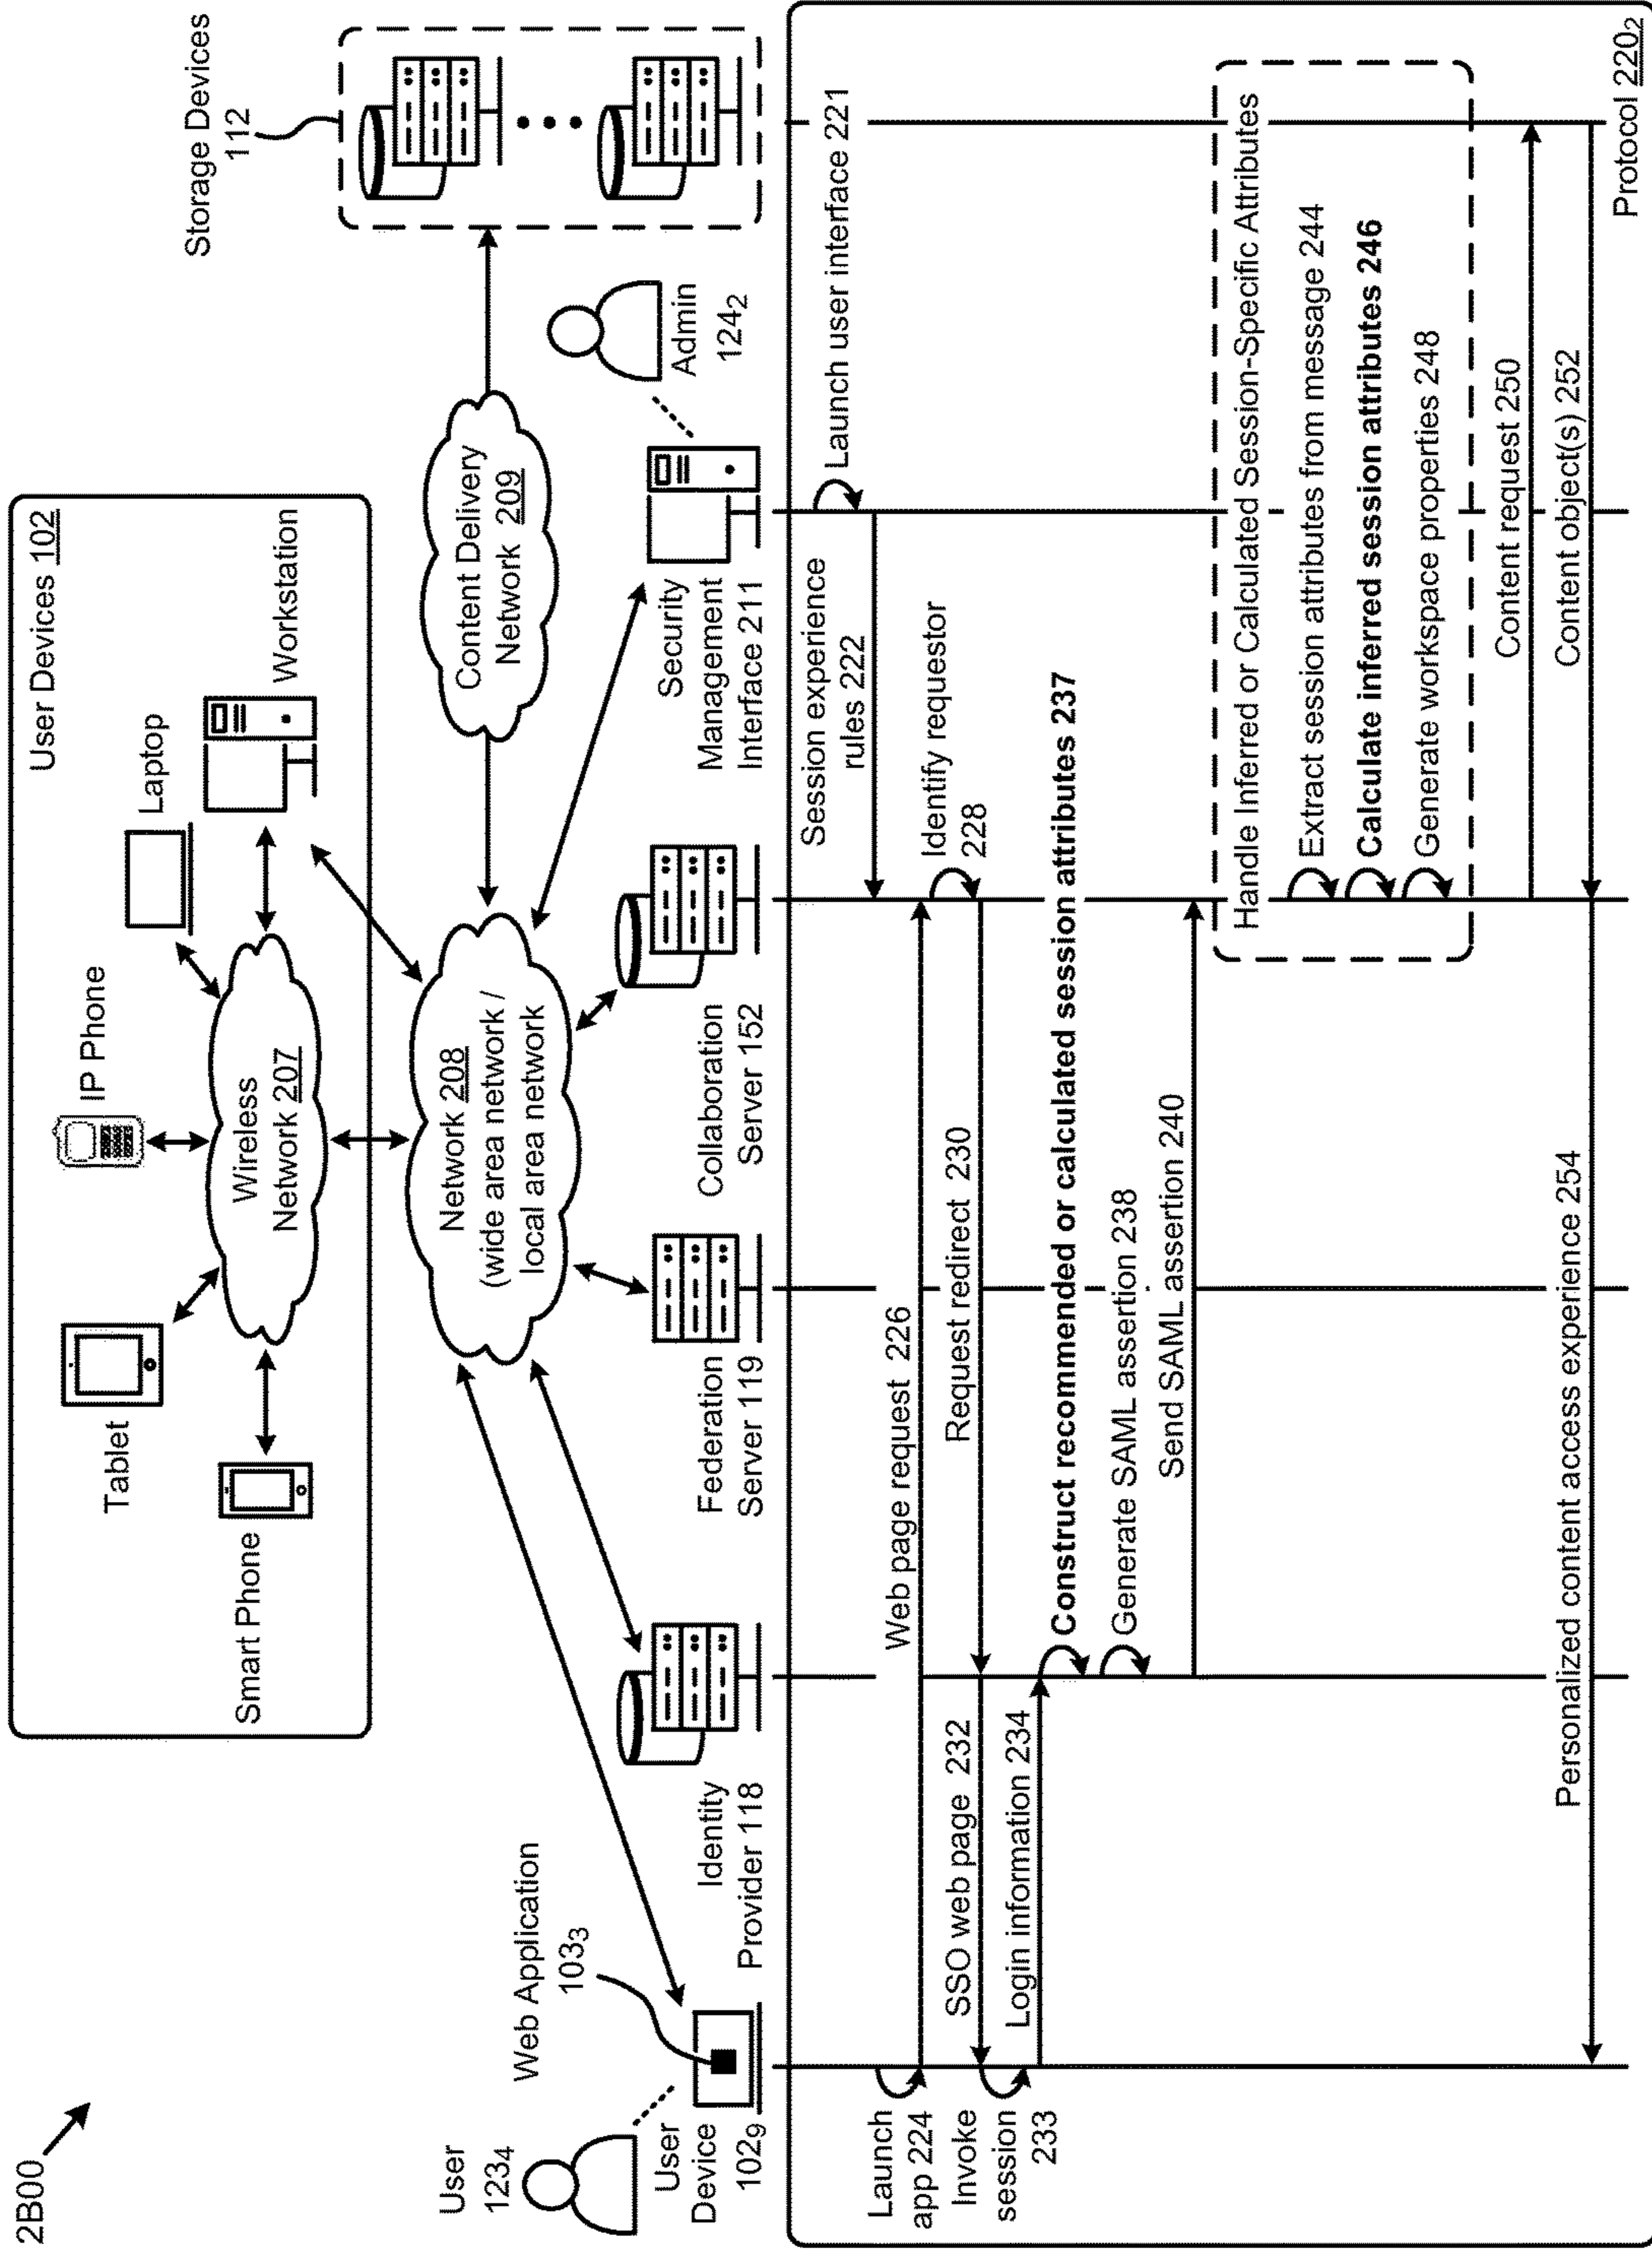 2B00
User Devices 102
Tablet
IP Phone
Laptop
Smart Phone
Wireless
Network 207
Workstation
Storage Devices
112
Network 208
(wide area network /
local area network
Content Delivery
Network 209
User
123₄
Web Application
103₃
User
Device
102₉
Identity
Provider 118
Federation
Server 119
Collaboration
Server 152
Security
Management
Interface 211
Admin
124₂
Launch user interface 221
Session experience
rules 222
Launch
app 224
Web page request 226
Identify requestor
228
Request redirect 230
SSO web page 232
Invoke
session
233
Login information 234
Construct recommended or calculated session attributes 237
Generate SAML assertion 238
Send SAML assertion 240
Handle Inferred or Calculated Session-Specific Attributes
Extract session attributes from message 244
Calculate inferred session attributes 246
Generate workspace properties 248
Content request 250
Content object(s) 252
Personalized content access experience 254
Protocol 220₂